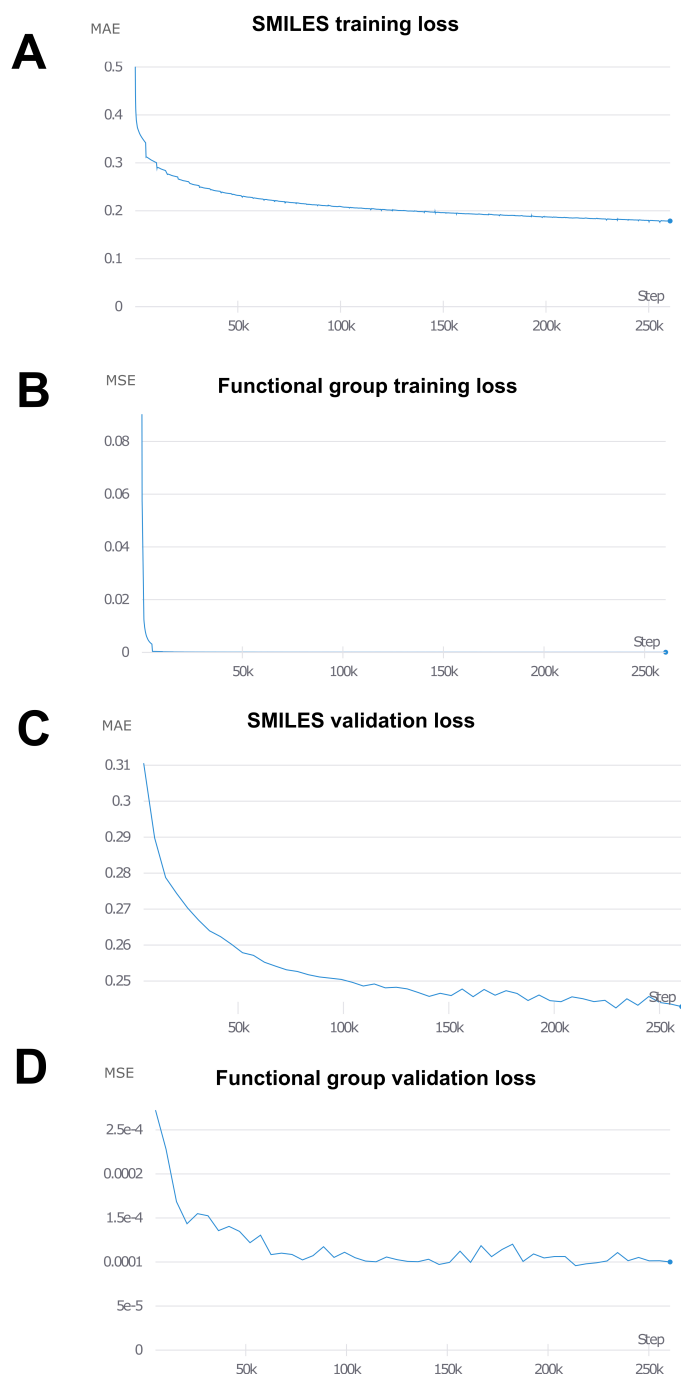 SMILES training loss
MAE
A
0.5
0.4
0.3
0.2
0.1
0
Step
50k 100k 150k 200k 250k
B
MSE
Functional group training loss
0.08
0.06
0.04
0.02
0
Step
50k 100k 150k 200k 250k
C
MAE
SMILES validation loss
0.31
0.3
0.29
0.28
0.27
0.26
0.25
Step
50k 100k 150k 200k 250k
D
MSE
Functional group validation loss
2.5e-4
0.0002
1.5e-4
0.0001
5e-5
0
Step
50k 100k 150k 200k 250k